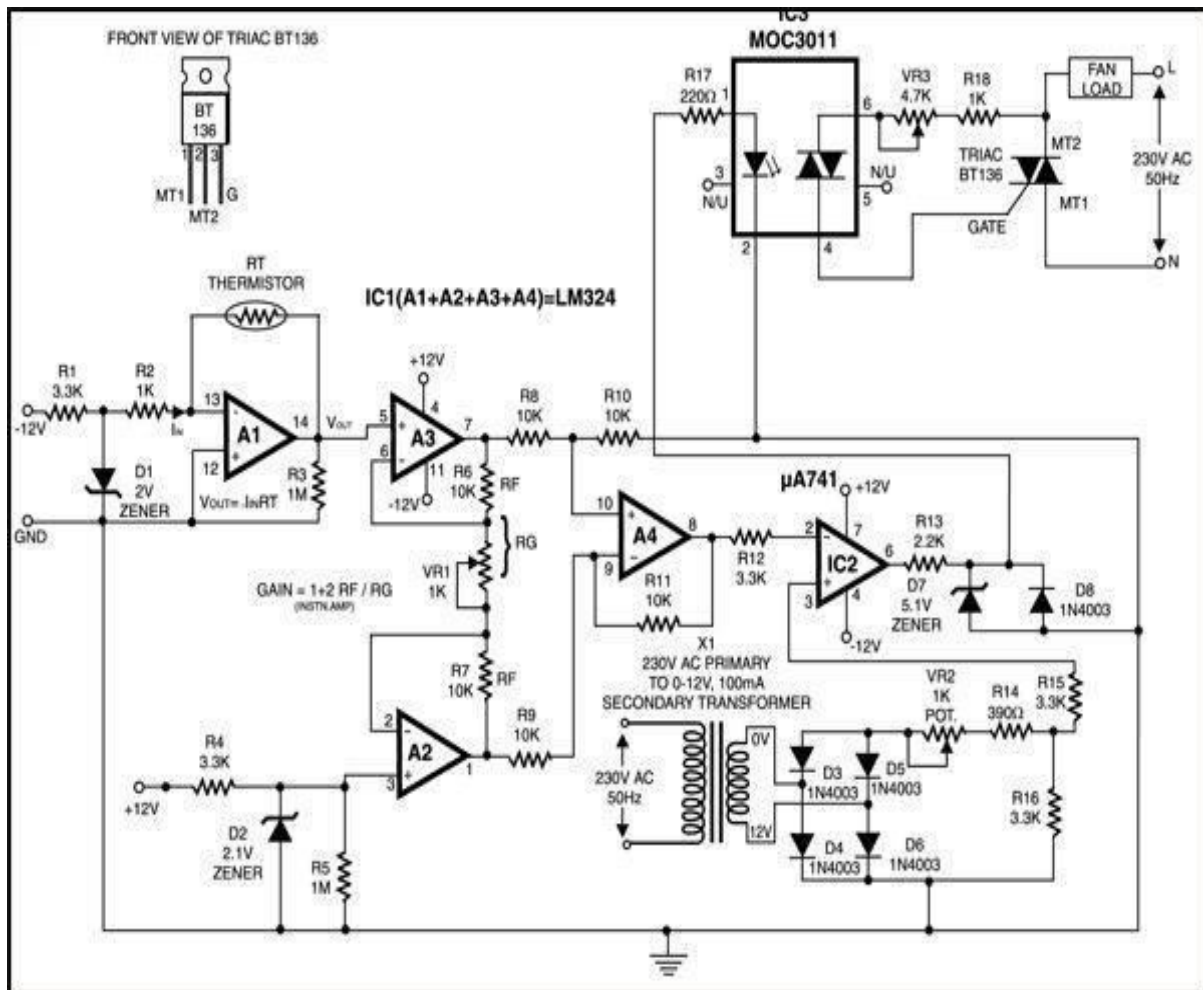 FRONT VIEW OF TRIAC BT136
BT
136
1 2 3
MT1
G
MT2
IC3
MOC3011
R17
220Ω
1
3
N/U
2
6
N/U
5
4
VR3
4.7K
R18
1K
FAN
LOAD
L
TRIAC
BT136
MT2
MT1
GATE
230V AC
50Hz
N
RT
THERMISTOR
IC1(A1+A2+A3+A4)=LM324
R1
3.3K
-12V
R2
1K
IIN
13
-
A1
+
12
14
VOUT
D1
2V
ZENER
VOUT= -IINRT
R3
1M
GND
+12V
4
5
+
A3
6
-
7
11
-12V
R8
10K
R10
10K
R6
10K
RF
RG
VR1
1K
GAIN = 1+2 RF / RG
(INSTN.AMP)
R7
10K
RF
10
+
A4
9
-
8
R11
10K
R12
3.3K
µA741
+12V
2
-
7
IC2
6
3
+
4
-12V
R13
2.2K
D7
5.1V
ZENER
D8
1N4003
R4
3.3K
+12V
D2
2.1V
ZENER
R5
1M
2
-
A2
3
+
1
R9
10K
X1
230V AC PRIMARY
TO 0-12V, 100mA
SECONDARY TRANSFORMER
230V AC
50Hz
0V
12V
D3
1N4003
D5
1N4003
D4
1N4003
D6
1N4003
VR2
1K
POT.
R14
390Ω
R15
3.3K
R16
3.3K